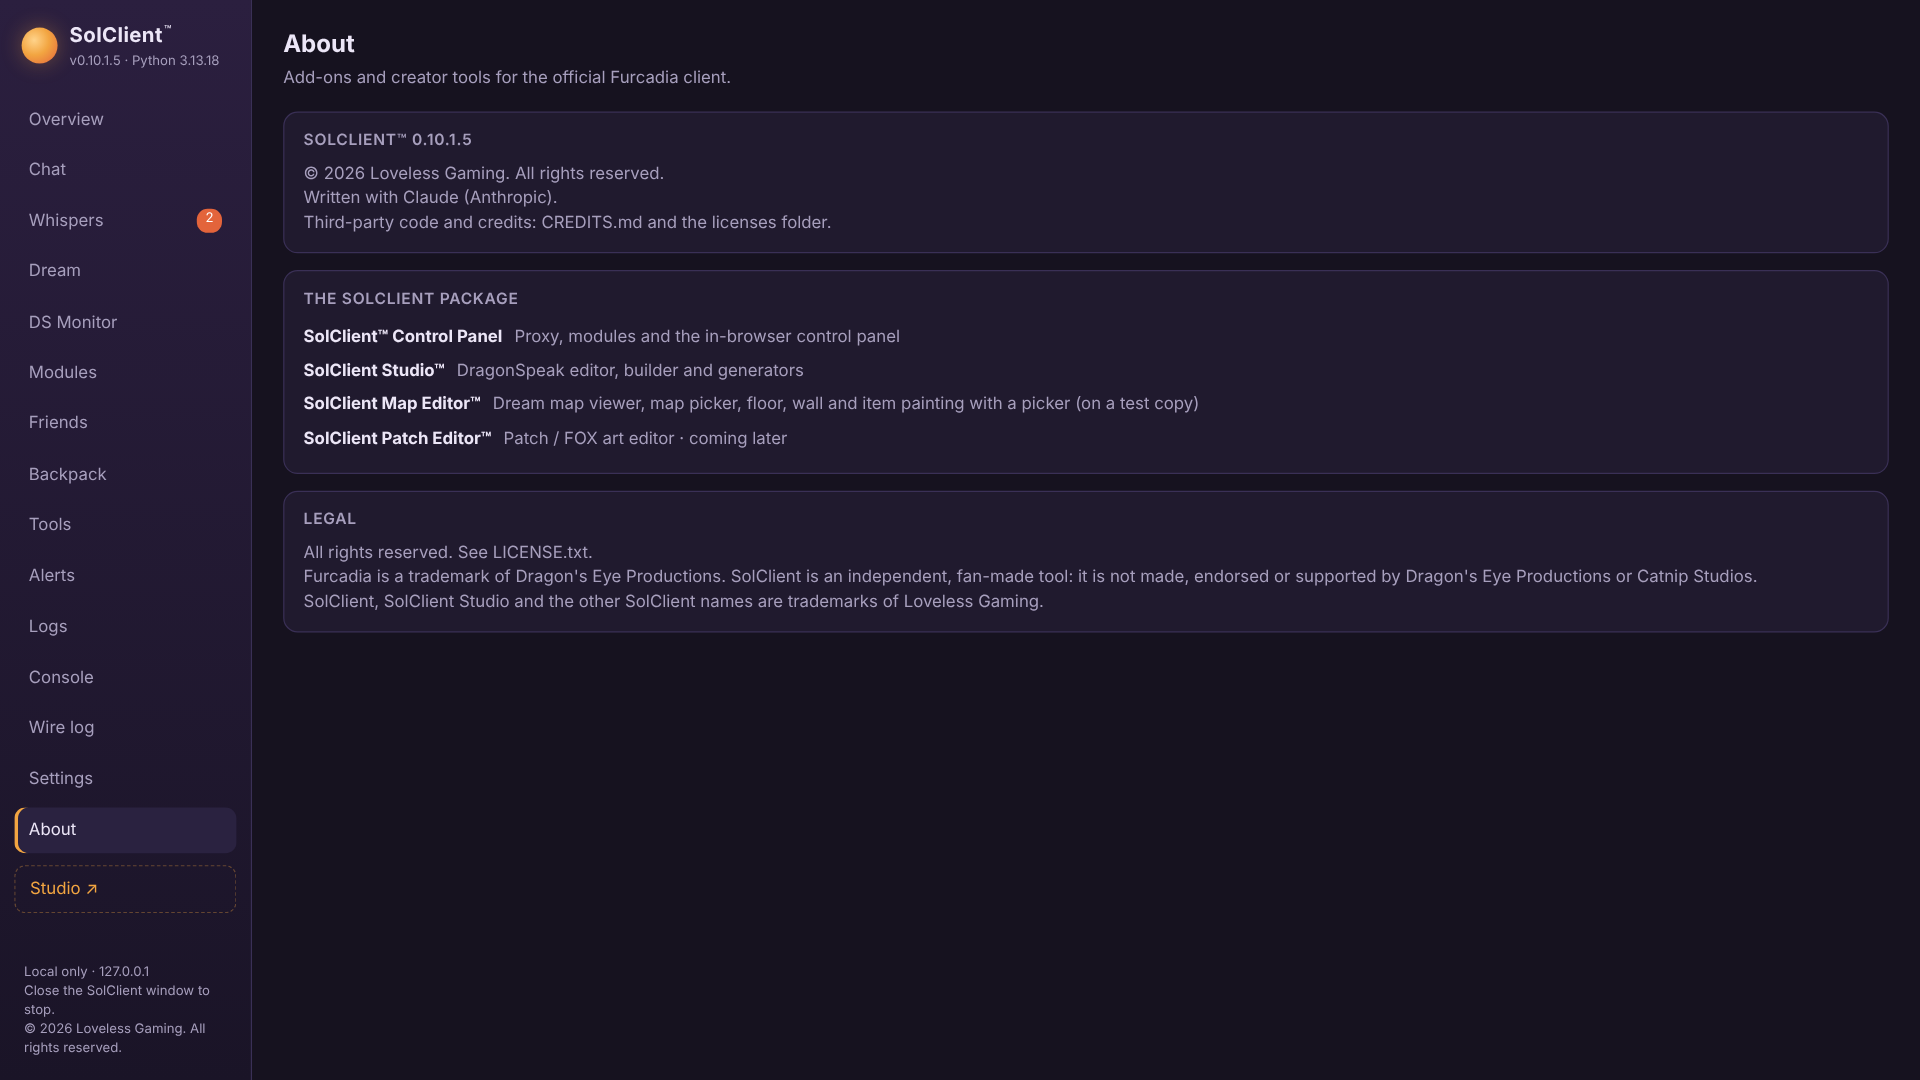 SolClient™
v0.10.1.5 · Python 3.13.18
Overview
Chat
Whispers 2
Dream
DS Monitor
Modules
Friends
Backpack
Tools
Alerts
Logs
Console
Wire log
Settings
About
Studio ↗
Local only · 127.0.0.1
Close the SolClient window to
stop.
© 2026 Loveless Gaming. All
rights reserved.
About
Add-ons and creator tools for the official Furcadia client.
SOLCLIENT™ 0.10.1.5
© 2026 Loveless Gaming. All rights reserved.
Written with Claude (Anthropic).
Third-party code and credits: CREDITS.md and the licenses folder.
THE SOLCLIENT PACKAGE
SolClient™ Control Panel Proxy, modules and the in-browser control panel
SolClient Studio™ DragonSpeak editor, builder and generators
SolClient Map Editor™ Dream map viewer, map picker, floor, wall and item painting with a picker (on a test copy)
SolClient Patch Editor™ Patch / FOX art editor · coming later
LEGAL
All rights reserved. See LICENSE.txt.
Furcadia is a trademark of Dragon's Eye Productions. SolClient is an independent, fan-made tool: it is not made, endorsed or supported by Dragon's Eye Productions or Catnip Studios.
SolClient, SolClient Studio and the other SolClient names are trademarks of Loveless Gaming.